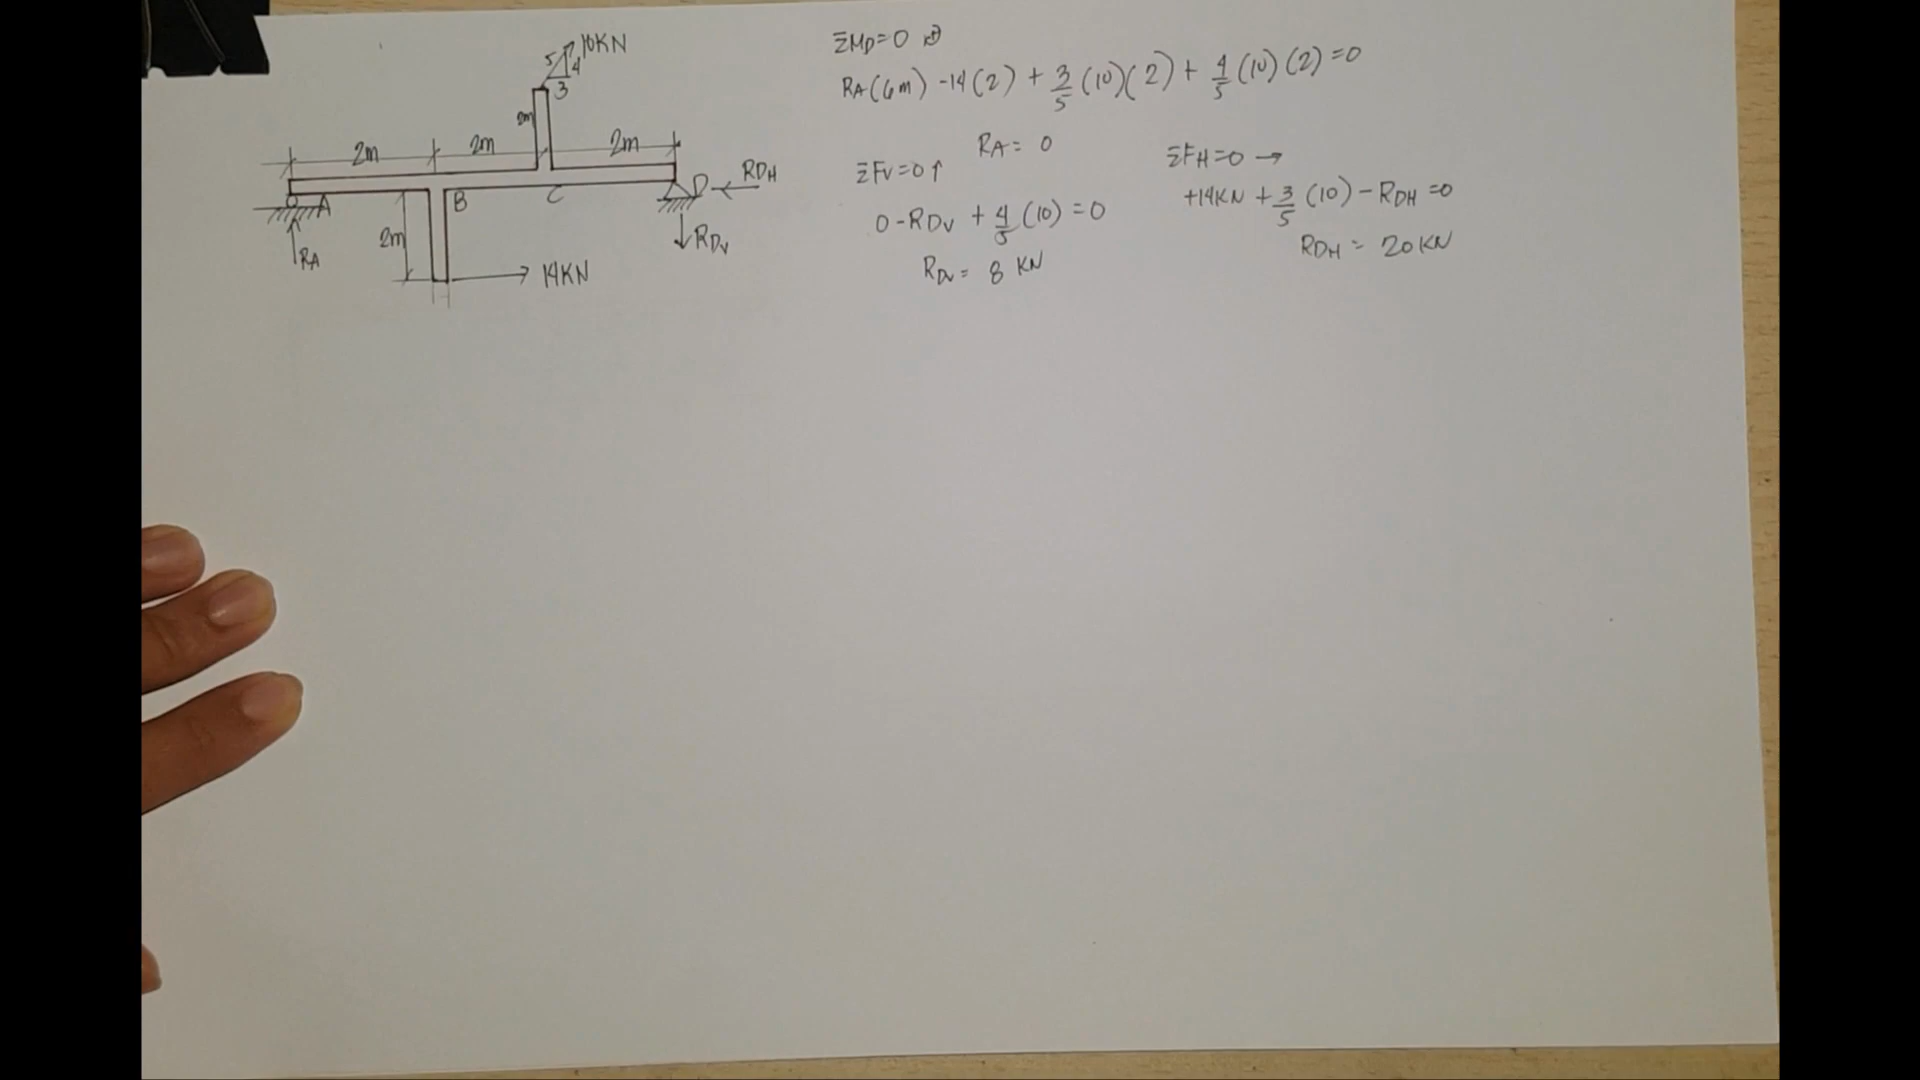 5 10KN
4
3
2m
2m 2m 2m
RDH
A B C D
2m
RA
RDV
14KN
ΣMD=0
RA(6m) -14(2) + 3/5 (10)(2) + 4/5 (10)(2)=0
RA= 0
ΣFV=0↑
0-RDV + 4/5 (10) =0
RDV= 8 KN
ΣFH=0 →
+14KN + 3/5 (10) - RDH =0
RDH = 20KN